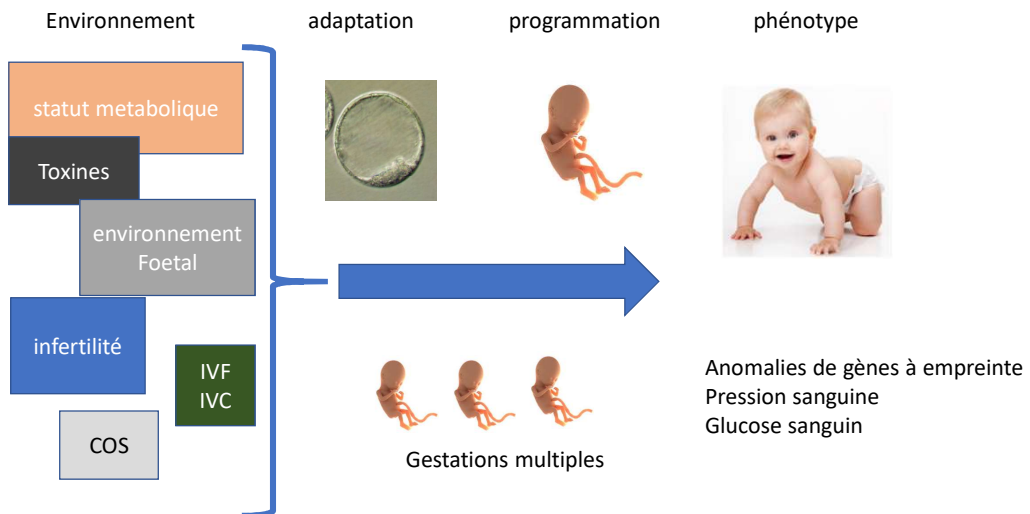 Environnement
adaptation
programmation
phénotype
statut metabolique
Toxines
environnement
Foetal
infertilité
IVF
IVC
COS
Gestations multiples
Anomalies de gènes à empreinte
Pression sanguine
Glucose sanguin